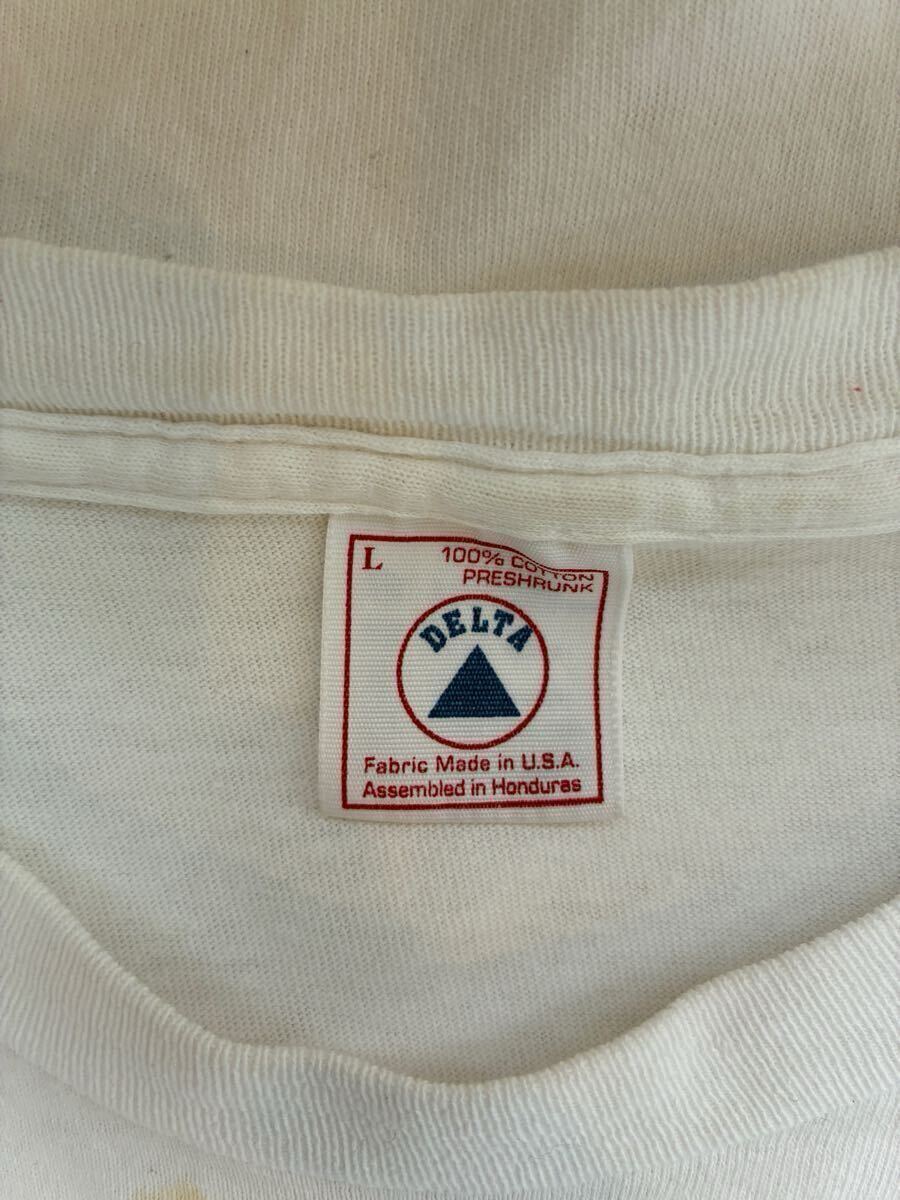 L
100% COTTON
PRESHRUNK
DELTA
Fabric Made in U.S.A.
Assembled in Honduras